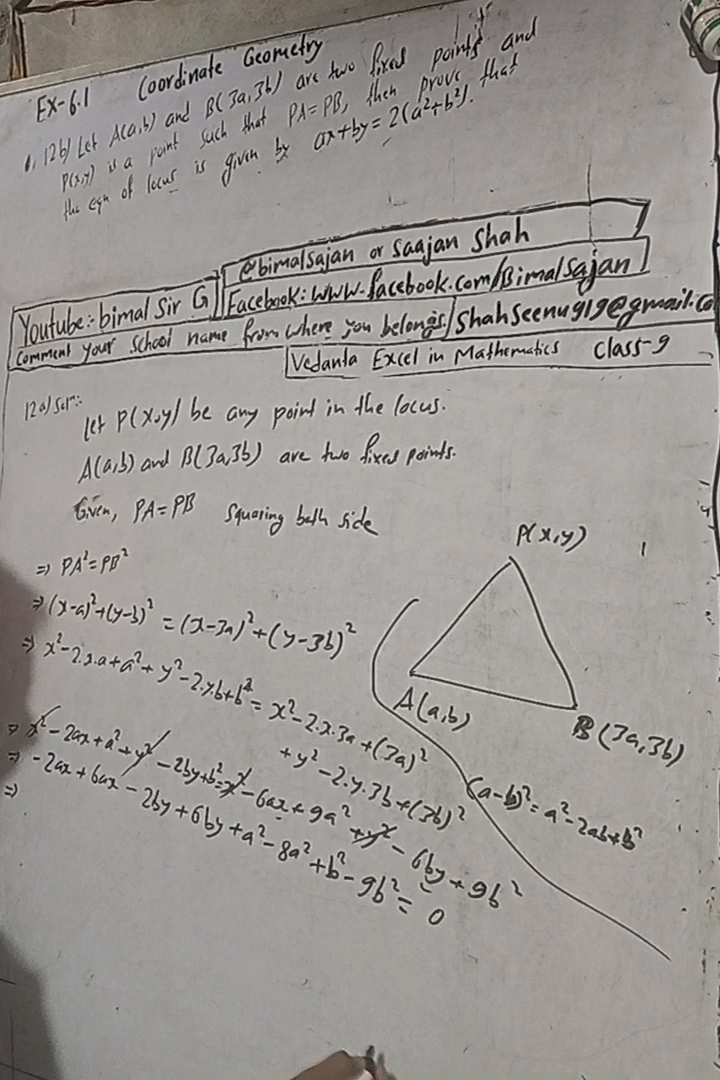 Ex-6.1 Coordinate Geometry
1. 12b) Let A(a,b) and B(3a,3b) are two fixed points and
P(x,y) is a point such that PA=PB, then prove that
the eqn of locus is given by ax+by=2(a²+b²).
@bimalsajan or saajan shah
Youtube:- bimal Sir G
Facebook: www.facebook.com/Bimalsajan
comment your school name from where you belongs.
Shahseenu919@gmail.co
Vedanta Excel in Mathematics Class-9
12a) Solⁿ:-
Let P(x,y) be any point in the locus.
A(a,b) and B(3a,3b) are two fixed points.
Given, PA=PB Squaring both side
⇒ PA²=PB²
⇒ (x-a)²+(y-b)² = (x-3a)²+(y-3b)²
⇒ x²-2.x.a+a²+y²-2.y.b+b² = x²-2.x.3a+(3a)²
+y²-2.y.3b+(3b)²
⇒ x²-2ax+a²+y²-2by+b²=x²-6ax+9a²+y²-6by+9b²
⇒ -2ax+6ax-2by+6by+a²-8a²+b²-9b²=0
⇒
P(x,y)
A(a,b)
B(3a,3b)
(a-b)²=a²-2ab+b²